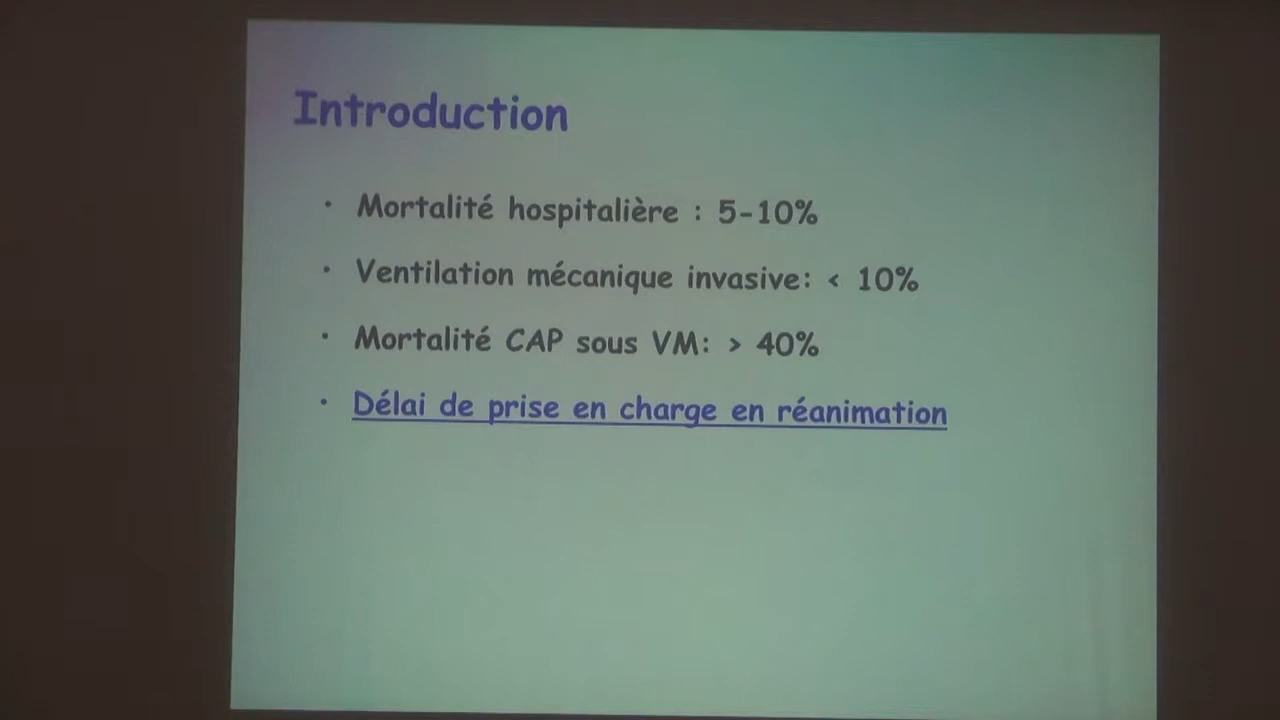 Introduction
• Mortalité hospitalière : 5-10%
• Ventilation mécanique invasive: < 10%
• Mortalité CAP sous VM: > 40%
• Délai de prise en charge en réanimation